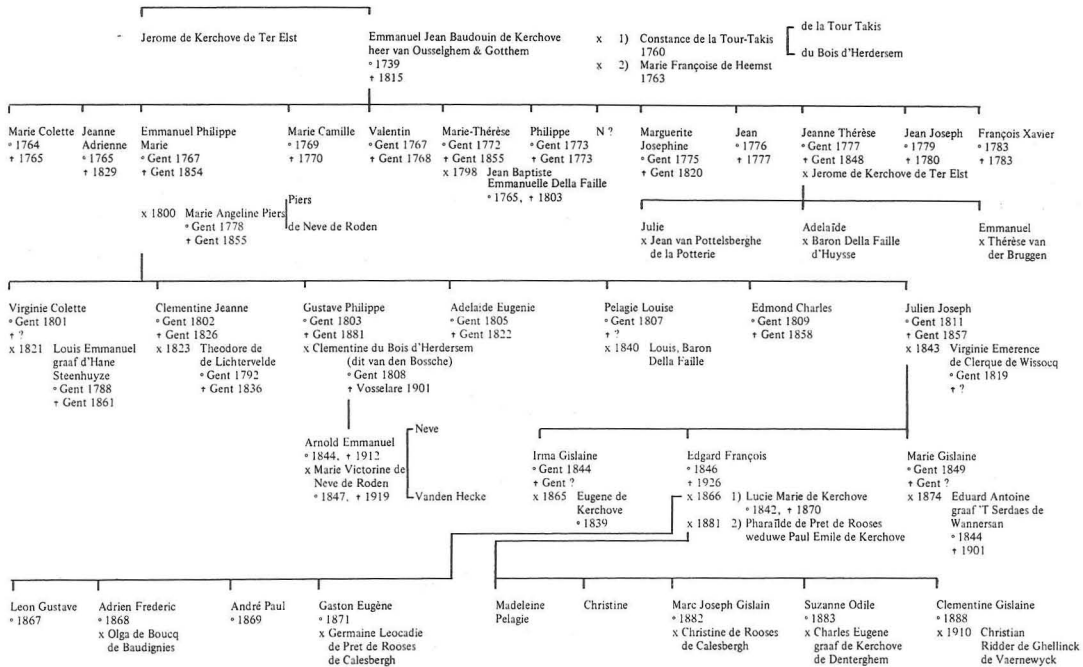 Jerome de Kerchove de Ter Elst
Emmanuel Jean Baudouin de Kerchove
heer van Ousselghem & Gotthem
° 1739
† 1815
x 1) Constance de la Tour-Takis
1760
x 2) Marie Françoise de Heemst
1763
de la Tour Takis
du Bois d'Herdersem
Marie Colette
° 1764
† 1765
Jeanne
Adrienne
° 1765
† 1829
Emmanuel Philippe
Marie
° Gent 1767
† Gent 1854
x 1800 Marie Angeline Piers
° Gent 1778
† Gent 1855
Piers
de Neve de Roden
Marie Camille
° 1769
† 1770
Valentin
° Gent 1767
† Gent 1768
Marie-Thérèse
° Gent 1772
† Gent 1855
x 1798 Jean Baptiste
Emmanuelle Della Faille
° 1765, † 1803
Philippe
° Gent 1773
† Gent 1773
N ?
Marguerite
Josephine
° Gent 1775
† Gent 1820
Jean
° 1776
† 1777
Jeanne Thérèse
° Gent 1777
† Gent 1848
x Jerome de Kerchove de Ter Elst
Jean Joseph
° 1779
† 1780
François Xavier
° 1783
† 1783
Julie
x Jean van Pottelsberghe
de la Potterie
Adelaïde
x Baron Della Faille
d'Huysse
Emmanuel
x Thérèse van
der Bruggen
Virginie Colette
° Gent 1801
† ?
x 1821 Louis Emmanuel
graaf d'Hane
Steenhuyze
° Gent 1788
† Gent 1861
Clementine Jeanne
° Gent 1802
† Gent 1826
x 1823 Theodore de
de Lichtervelde
° Gent 1792
† Gent 1836
Gustave Philippe
° Gent 1803
† Gent 1881
x Clementine du Bois d'Herdersem
(dit van den Bossche)
° Gent 1808
† Vosselare 1901
Adelaide Eugenie
° Gent 1805
† Gent 1822
Pelagie Louise
° Gent 1807
† ?
x 1840 Louis, Baron
Della Faille
Edmond Charles
° Gent 1809
† Gent 1858
Julien Joseph
° Gent 1811
† Gent 1857
x 1843 Virginie Emerence
de Clerque de Wissocq
° Gent 1819
† ?
Arnold Emmanuel
° 1844, † 1912
x Marie Victorine de
Neve de Roden
° 1847, † 1919
Neve
Vanden Hecke
Irma Gislaine
° Gent 1844
† Gent ?
x 1865 Eugene de
Kerchove
° 1839
Edgard François
° 1846
† 1926
x 1866 1) Lucie Marie de Kerchove
° 1842, † 1870
x 1881 2) Pharaïlde de Pret de Rooses
weduwe Paul Emile de Kerchove
Marie Gislaine
° Gent 1849
† Gent ?
x 1874 Eduard Antoine
graaf 'T Serdaes de
Wannersan
° 1844
† 1901
Leon Gustave
° 1867
Adrien Frederic
° 1868
x Olga de Boucq
de Baudignies
André Paul
° 1869
Gaston Eugène
° 1871
x Germaine Leocadie
de Pret de Rooses
de Calesbergh
Madeleine
Pelagie
Christine
Marc Joseph Gislain
° 1882
x Christine de Rooses
de Calesbergh
Suzanne Odile
° 1883
x Charles Eugene
graaf de Kerchove
de Denterghem
Clementine Gislaine
° 1888
x 1910 Christian
Ridder de Ghellinck
de Vaernewyck